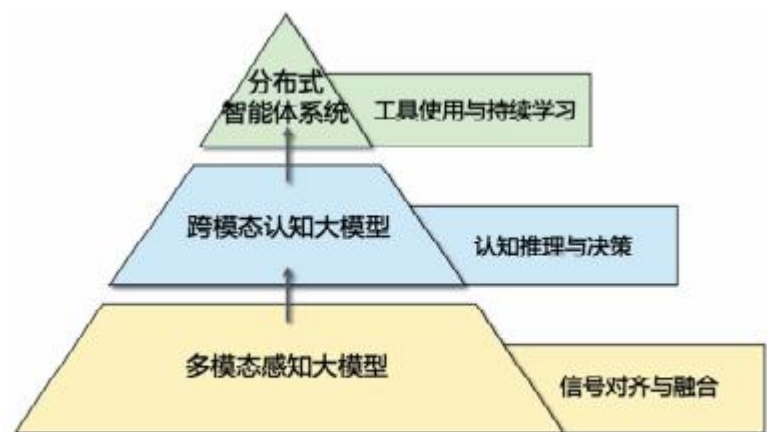 分布式
智能体系统
工具使用与持续学习
跨模态认知大模型
认知推理与决策
多模态感知大模型
信号对齐与融合